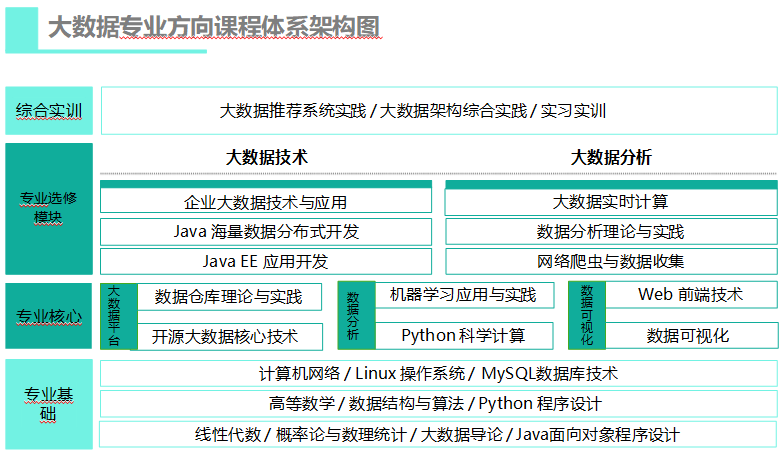 大数据专业方向课程体系架构图
综合实训
大数据推荐系统实践 / 大数据架构综合实践 / 实习实训
专业选修
模块
大数据技术
大数据分析
企业大数据技术与应用
大数据实时计算
Java 海量数据分布式开发
数据分析理论与实践
Java EE 应用开发
网络爬虫与数据收集
专业核心
大数据平台
数据仓库理论与实践
开源大数据核心技术
数据分析
机器学习应用与实践
Python 科学计算
数据可视化
Web 前端技术
数据可视化
专业基
础
计算机网络 / Linux 操作系统 / MySQL数据库技术
高等数学 / 数据结构与算法 / Python 程序设计
线性代数 / 概率论与数理统计 / 大数据导论 / Java面向对象程序设计